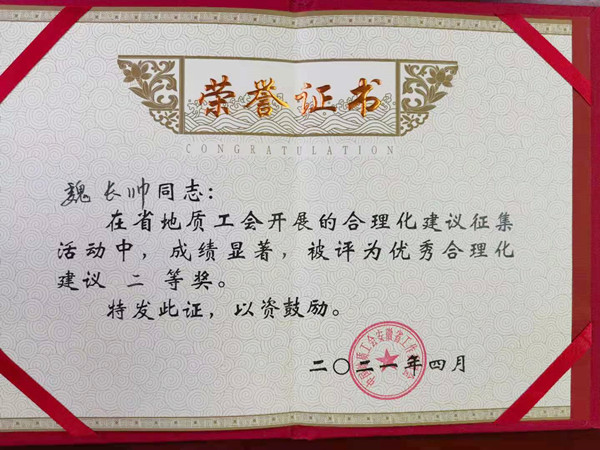 荣誉证书
CONGRATULATION
魏长帅同志：
在省地质工会开展的合理化建议征集
活动中，成绩显著，被评为优秀合理化
建议 二 等奖。
特发此证，以资鼓励。
二〇二一年四月